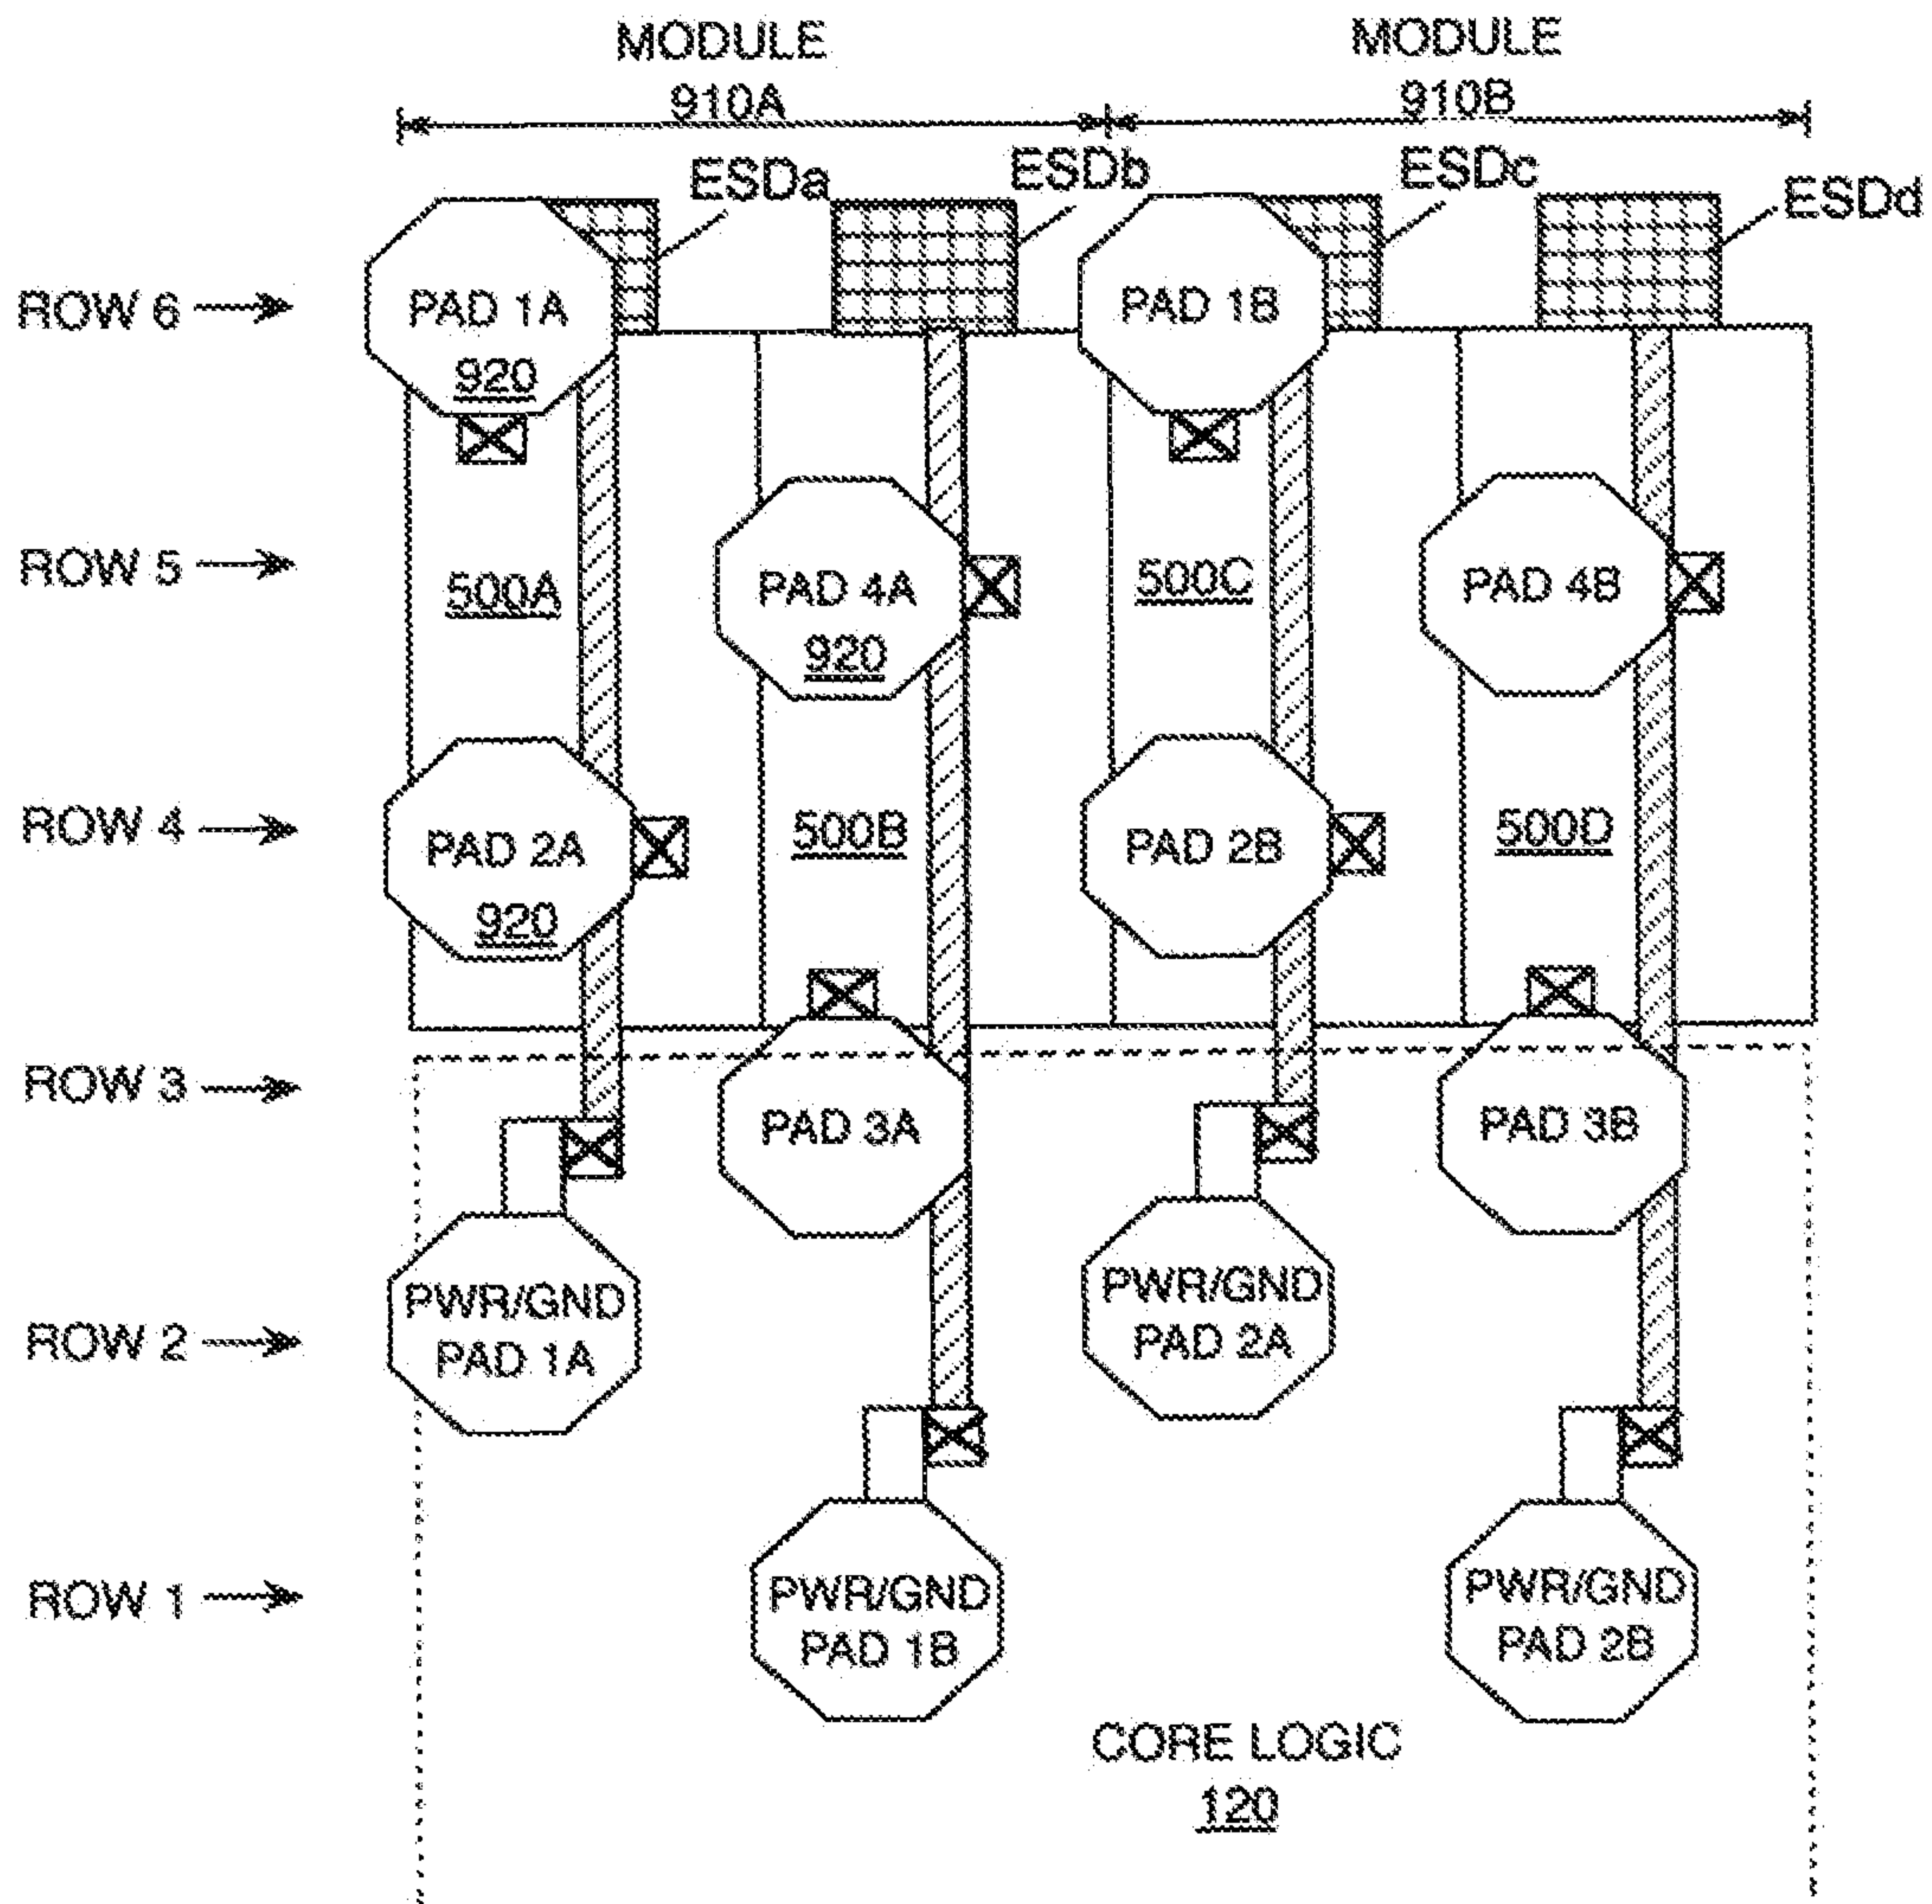 MODULE
910A
MODULE
910B
ESDa
ESDb
ESDc
ESDd
ROW 6
PAD 1A
920
PAD 1B
ROW 5
500A
PAD 4A
920
500C
PAD 4B
ROW 4
PAD 2A
920
500B
PAD 2B
500D
ROW 3
PAD 3A
PAD 3B
ROW 2
PWR/GND
PAD 1A
PWR/GND
PAD 2A
ROW 1
PWR/GND
PAD 1B
PWR/GND
PAD 2B
CORE LOGIC
120